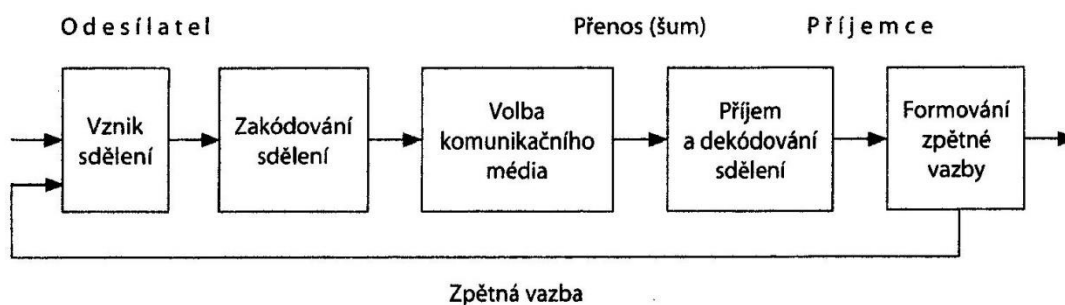 Odesílatel
Přenos (šum)
Příjemce
Vznik
sdělení
Zakódování
sdělení
Volba
komunikačního
média
Příjem
a dekódování
sdělení
Formování
zpětné
vazby
Zpětná vazba